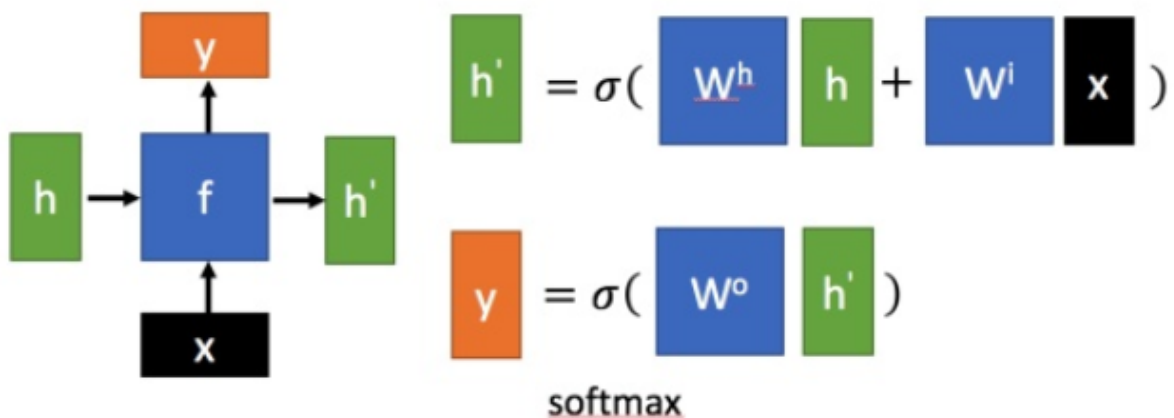 y
h
f
h'
x
h' = σ( Wʰ h + Wⁱ x )
y = σ( Wᵒ h' )
softmax